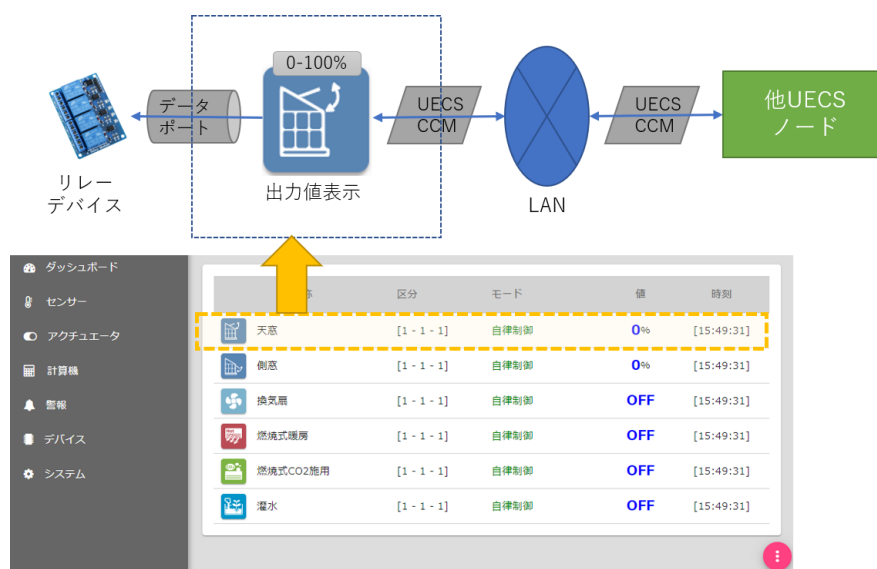 0-100%
データ
ポート
UECS
CCM
UECS
CCM
他UECS
ノード
リレー
デバイス
出力値表示
LAN
ダッシュボード
センサー
アクチュエータ
計算機
警報
デバイス
システム
区分 モード 値 時刻
天窓 [1 - 1 - 1] 自律制御 0% [15:49:31]
側窓 [1 - 1 - 1] 自律制御 0% [15:49:31]
換気扇 [1 - 1 - 1] 自律制御 OFF [15:49:31]
燃焼式暖房 [1 - 1 - 1] 自律制御 OFF [15:49:31]
燃焼式CO2施用 [1 - 1 - 1] 自律制御 OFF [15:49:31]
灌水 [1 - 1 - 1] 自律制御 OFF [15:49:31]